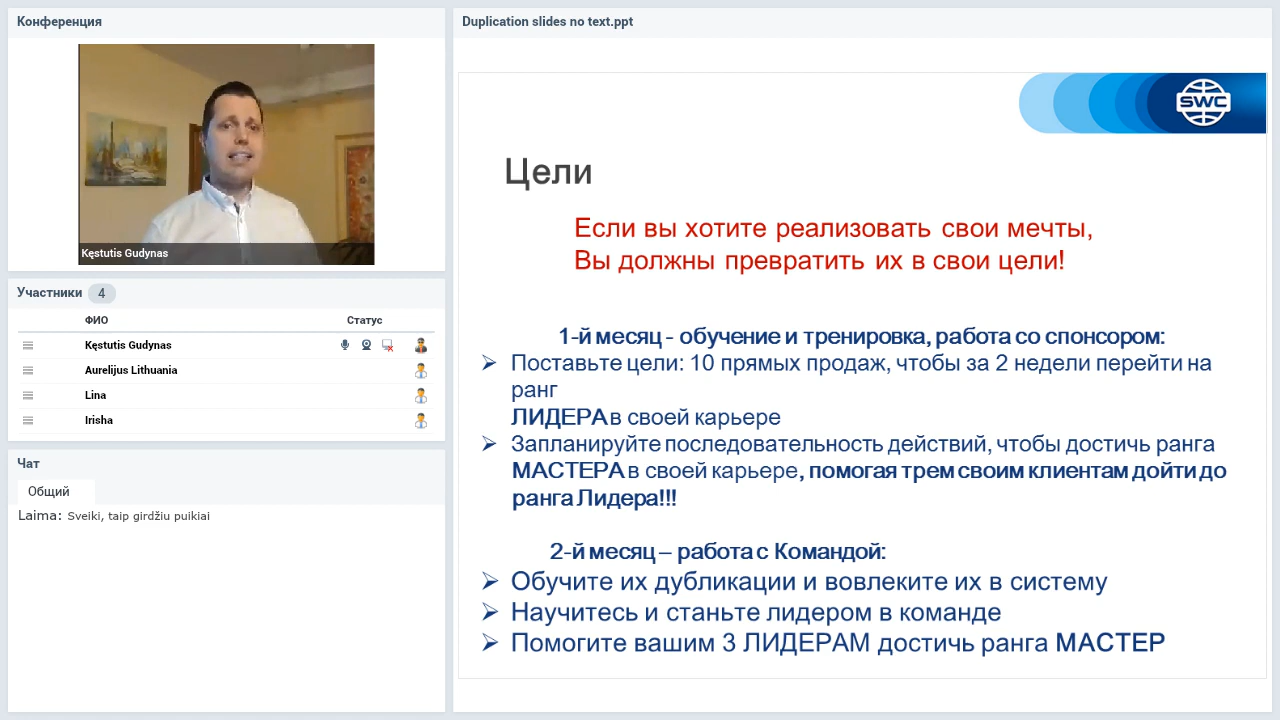 Конференция
Kęstutis Gudynas
Участники 4
ФИО Статус
Kęstutis Gudynas
Aurelijus Lithuania
Lina
Irisha
Чат
Общий
Laima: Sveiki, taip girdžiu puikiai
Duplication slides no text.ppt
SWC
Цели
Если вы хотите реализовать свои мечты,
Вы должны превратить их в свои цели!
1-й месяц - обучение и тренировка, работа со спонсором:
Поставьте цели: 10 прямых продаж, чтобы за 2 недели перейти на
ранг
ЛИДЕРА в своей карьере
Запланируйте последовательность действий, чтобы достичь ранга
МАСТЕРА в своей карьере, помогая трем своим клиентам дойти до
ранга Лидера!!!
2-й месяц – работа с Командой:
Обучите их дубликации и вовлеките их в систему
Научитесь и станьте лидером в команде
Помогите вашим 3 ЛИДЕРАМ достичь ранга МАСТЕР